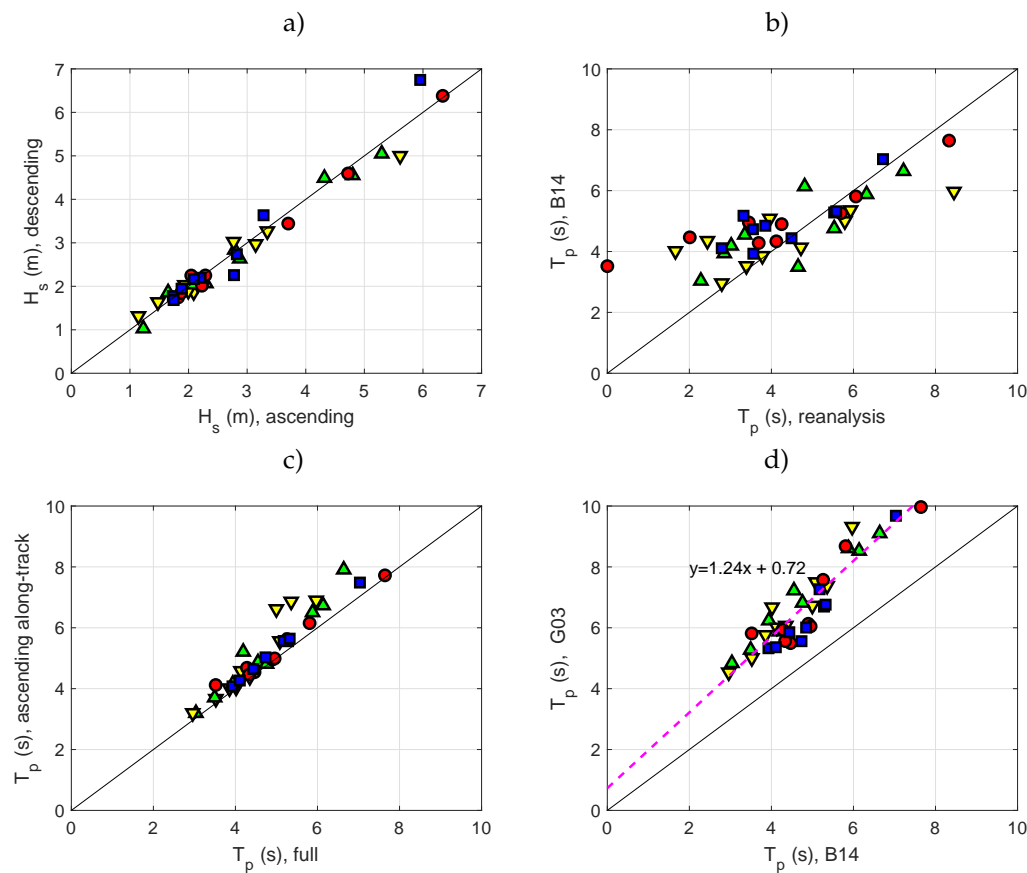 a)
7
6
5
4
3
2
1
0
H_s (m), descending
0 1 2 3 4 5 6 7
H_s (m), ascending
b)
10
8
6
4
2
0
T_p (s), B14
0 2 4 6 8 10
T_p (s), reanalysis
c)
10
8
6
4
2
0
T_p (s), ascending along-track
0 2 4 6 8 10
T_p (s), full
d)
10
8
6
4
2
0
T_p (s), G03
y=1.24x + 0.72
0 2 4 6 8 10
T_p (s), B14